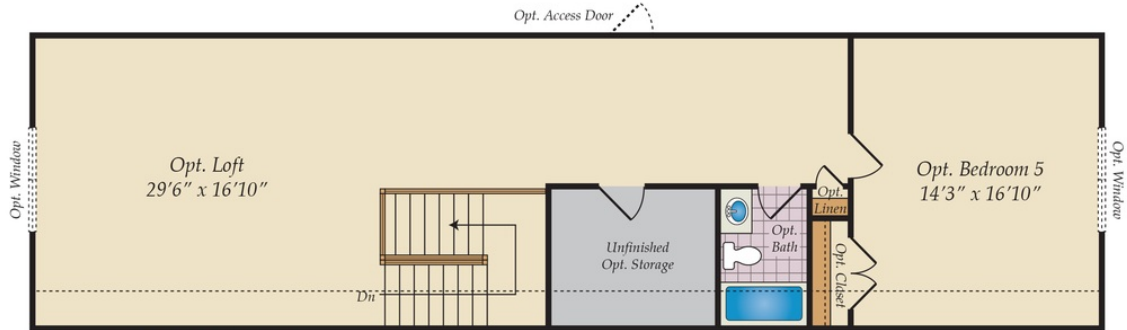 Opt. Access Door
Opt. Window
Opt. Loft
29'6" x 16'10"
Opt. Bedroom 5
14'3" x 16'10"
Opt. Window
Opt.
Linen
Opt.
Bath
Unfinished
Opt. Storage
Opt. Closet
Dn